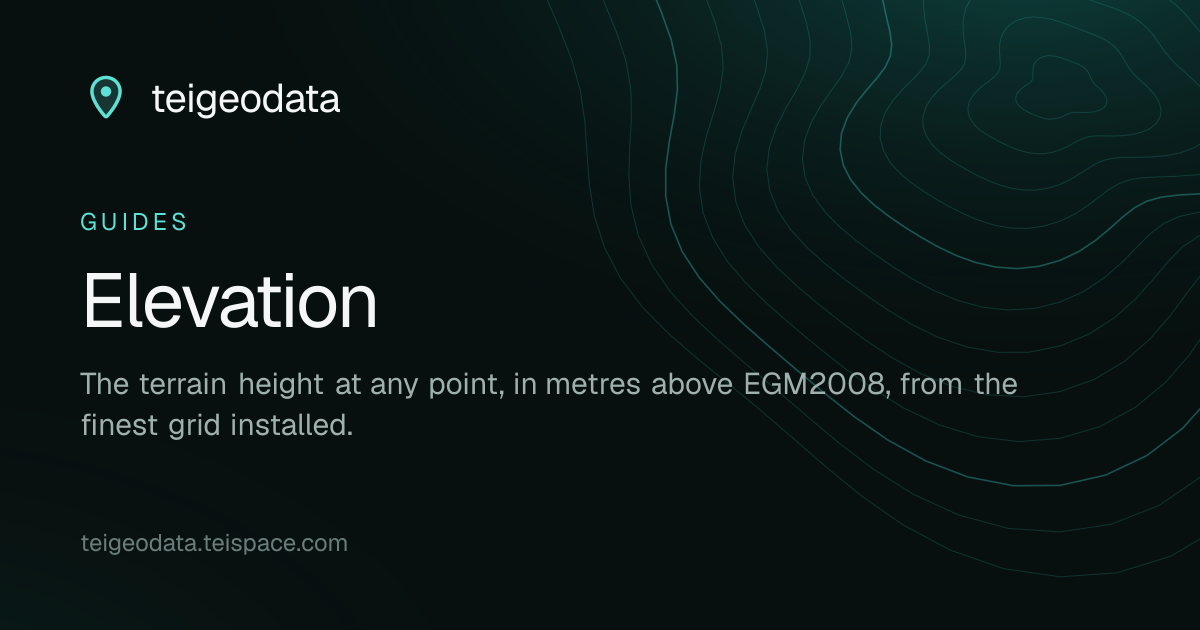 teigeodata
GUIDES
Elevation
The terrain height at any point, in metres above EGM2008, from the
finest grid installed.
teigeodata.teispace.com